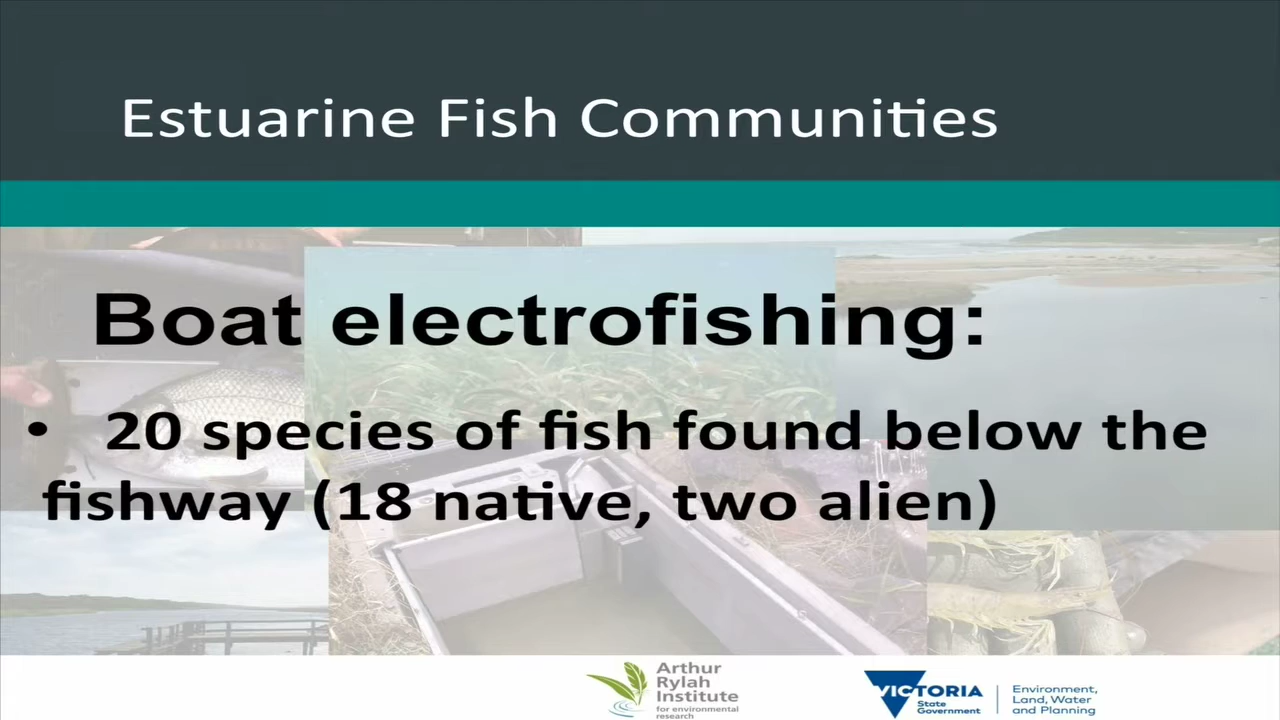 Estuarine Fish Communities
Boat electrofishing:
• 20 species of fish found below the
fishway (18 native, two alien)
Arthur
Rylah
Institute
for environmental
research
VICTORIA
State
Government
Environment,
Land, Water
and Planning